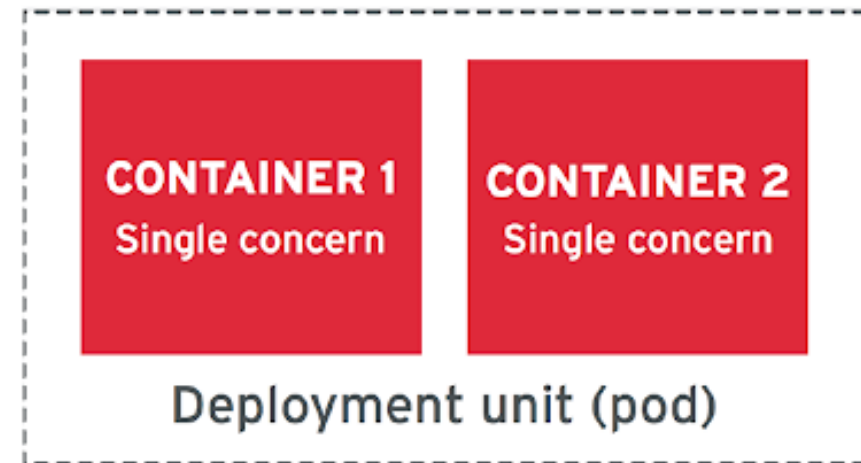 CONTAINER 1
Single concern
CONTAINER 2
Single concern
Deployment unit (pod)